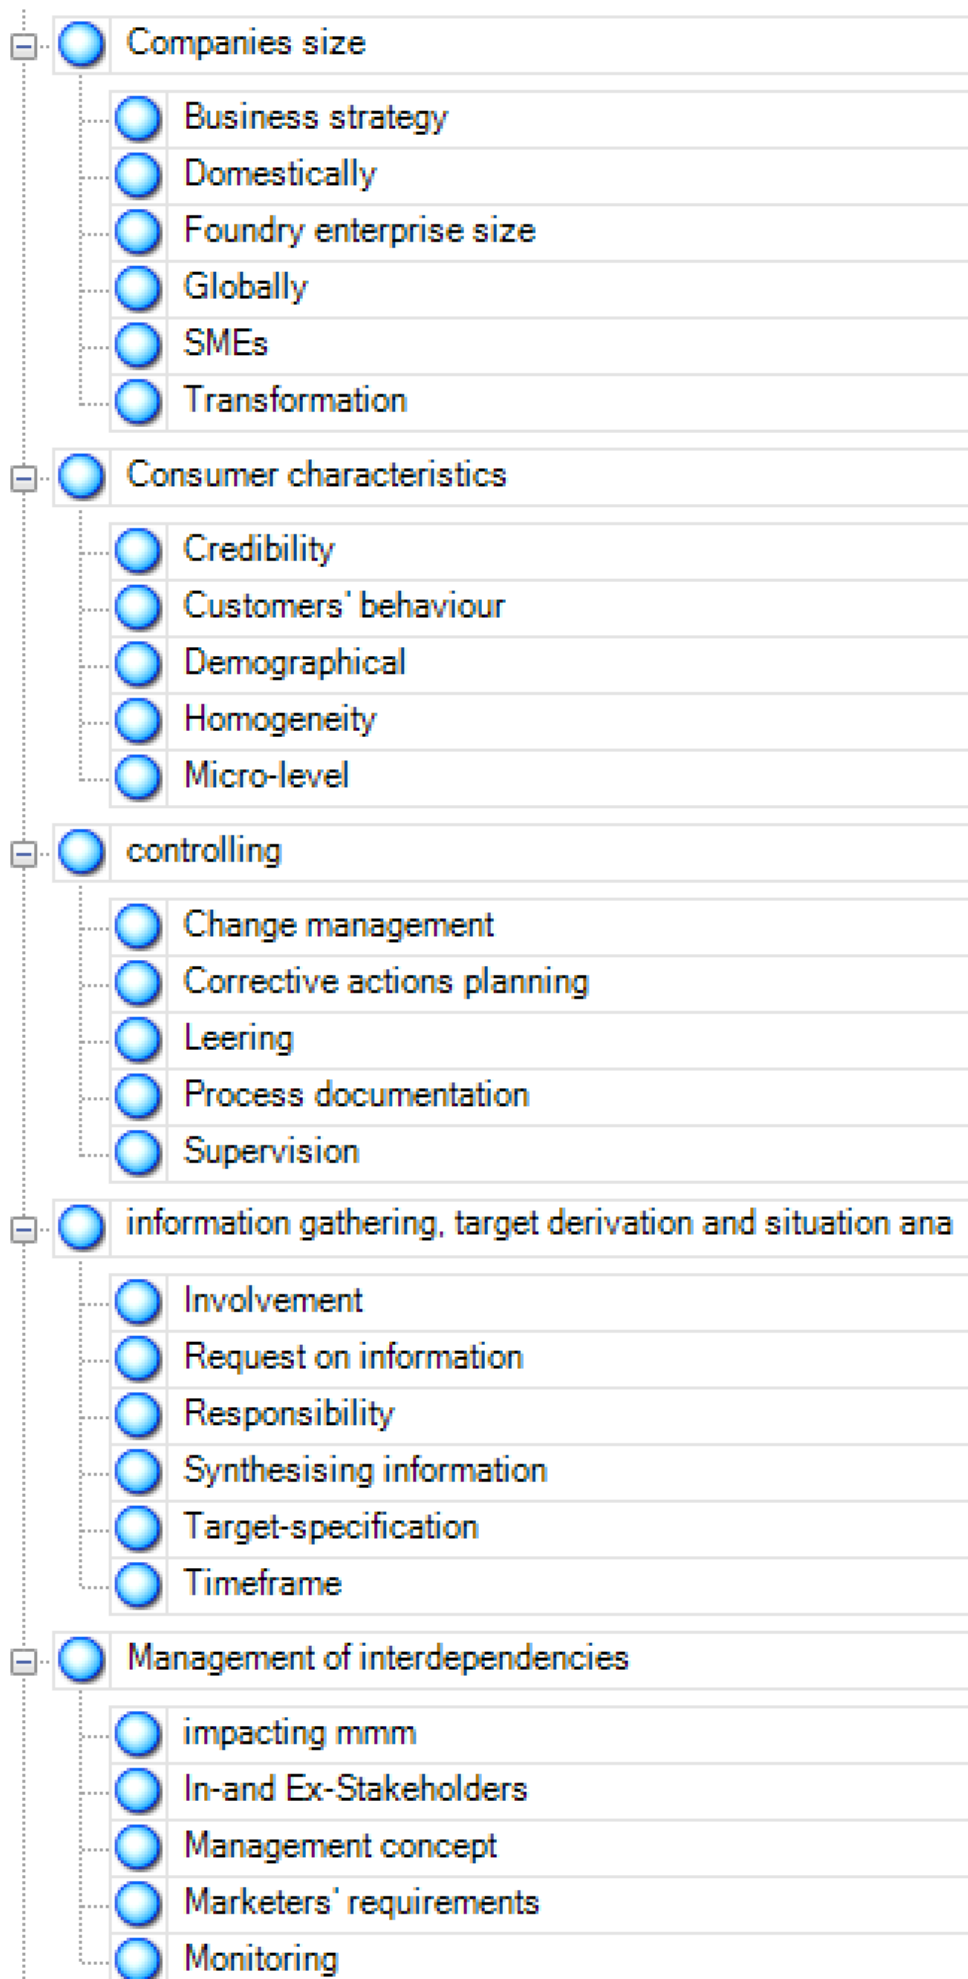 Companies size
Business strategy
Domestically
Foundry enterprise size
Globally
SMEs
Transformation
Consumer characteristics
Credibility
Customers' behaviour
Demographical
Homogeneity
Micro-level
controlling
Change management
Corrective actions planning
Leering
Process documentation
Supervision
information gathering, target derivation and situation ana
Involvement
Request on information
Responsibility
Synthesising information
Target-specification
Timeframe
Management of interdependencies
impacting mmm
In-and Ex-Stakeholders
Management concept
Marketers' requirements
Monitoring